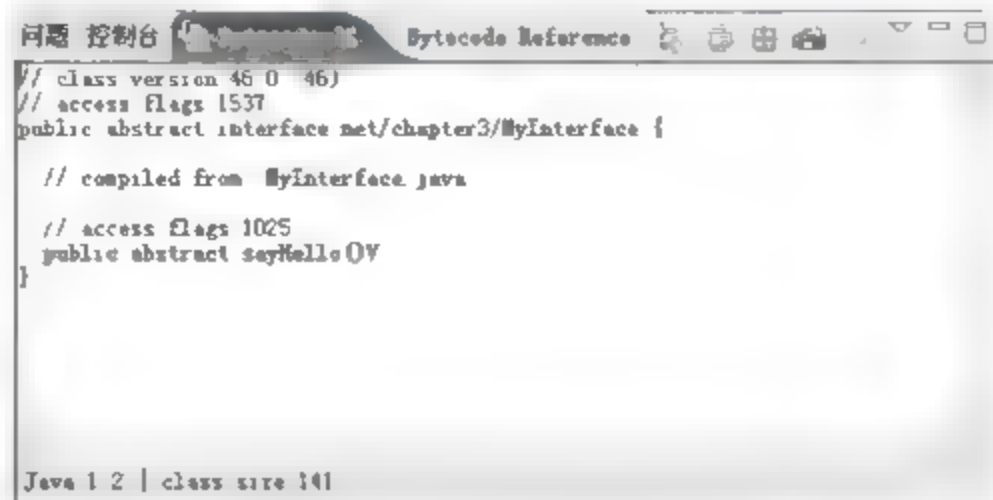 问题 控制台 Bytecode Reference
// class version 46 0 46)
// access flags 1537
public abstract interface net/chapter3/MyInterface {
// compiled from MyInterface java
// access flags 1025
public abstract sayHello()V
}
Java 1 2 | class size 141